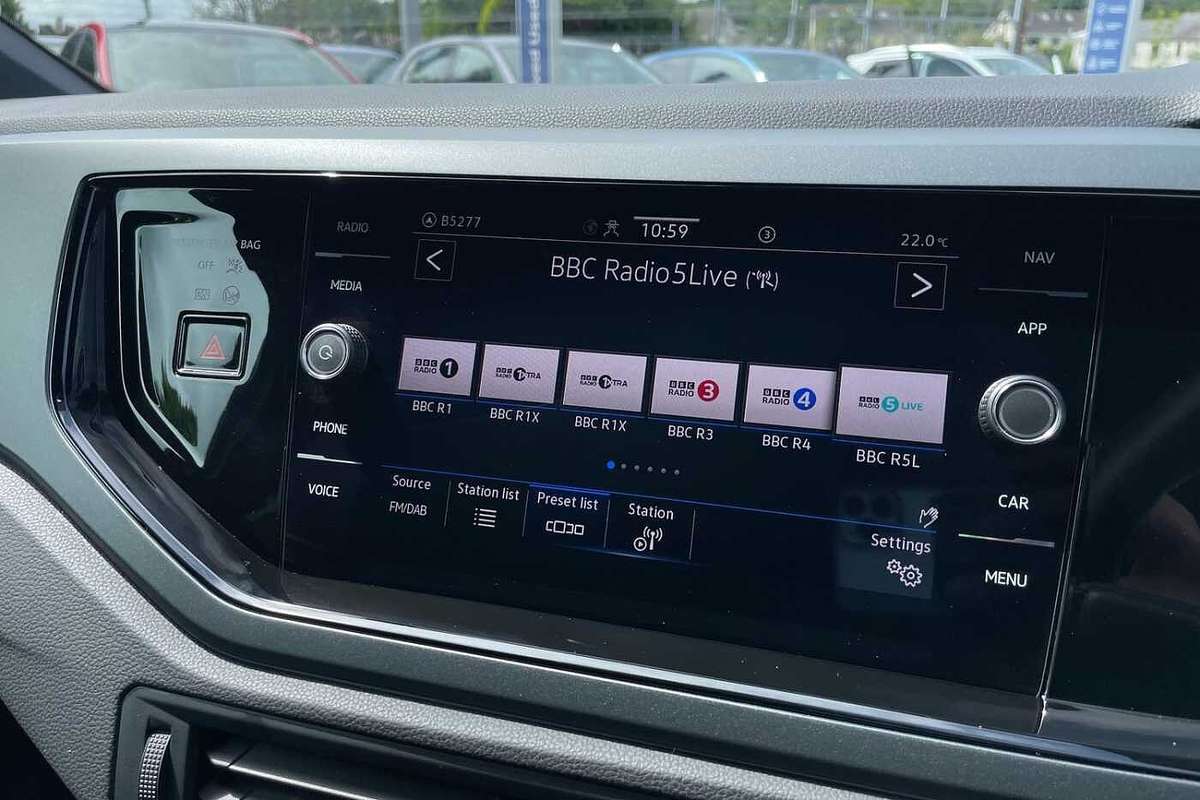 BAG
OFF
RADIO
MEDIA
PHONE
VOICE
B5277
10:59
3
22.0°C
BBC Radio5Live
BBC RADIO 1
BBC RADIO 1XTRA
BBC RADIO 1XTRA
BBC RADIO 3
BBC RADIO 4
BBC RADIO 5 LIVE
BBC R1
BBC R1X
BBC R1X
BBC R3
BBC R4
BBC R5L
Source
FM/DAB
Station list
Preset list
Station
Settings
NAV
APP
CAR
MENU